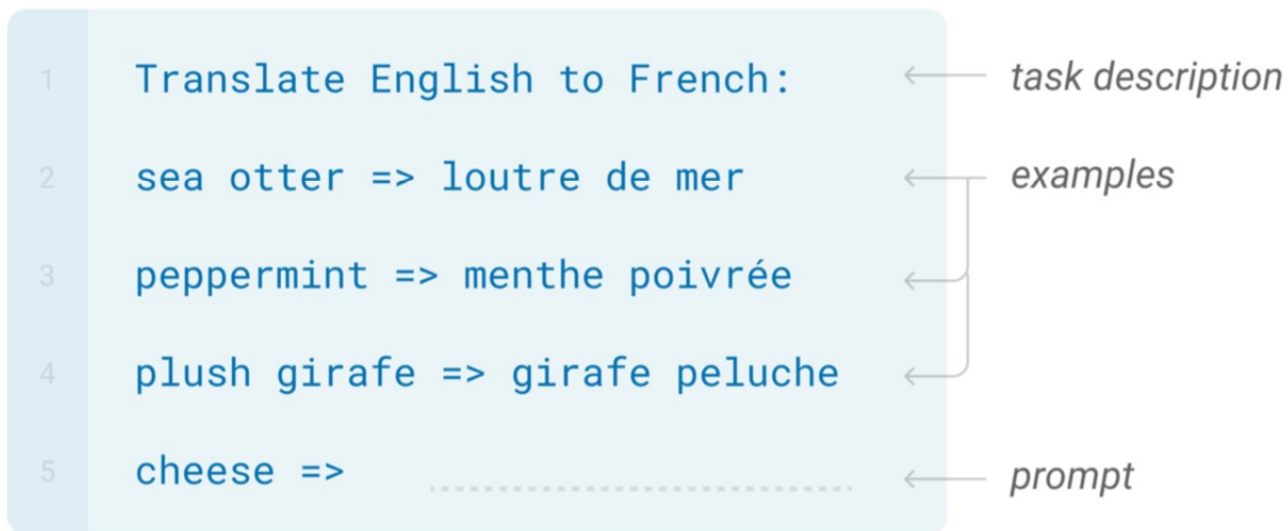 1 Translate English to French: task description
2 sea otter => loutre de mer examples
3 peppermint => menthe poivrée
4 plush girafe => girafe peluche
5 cheese => prompt